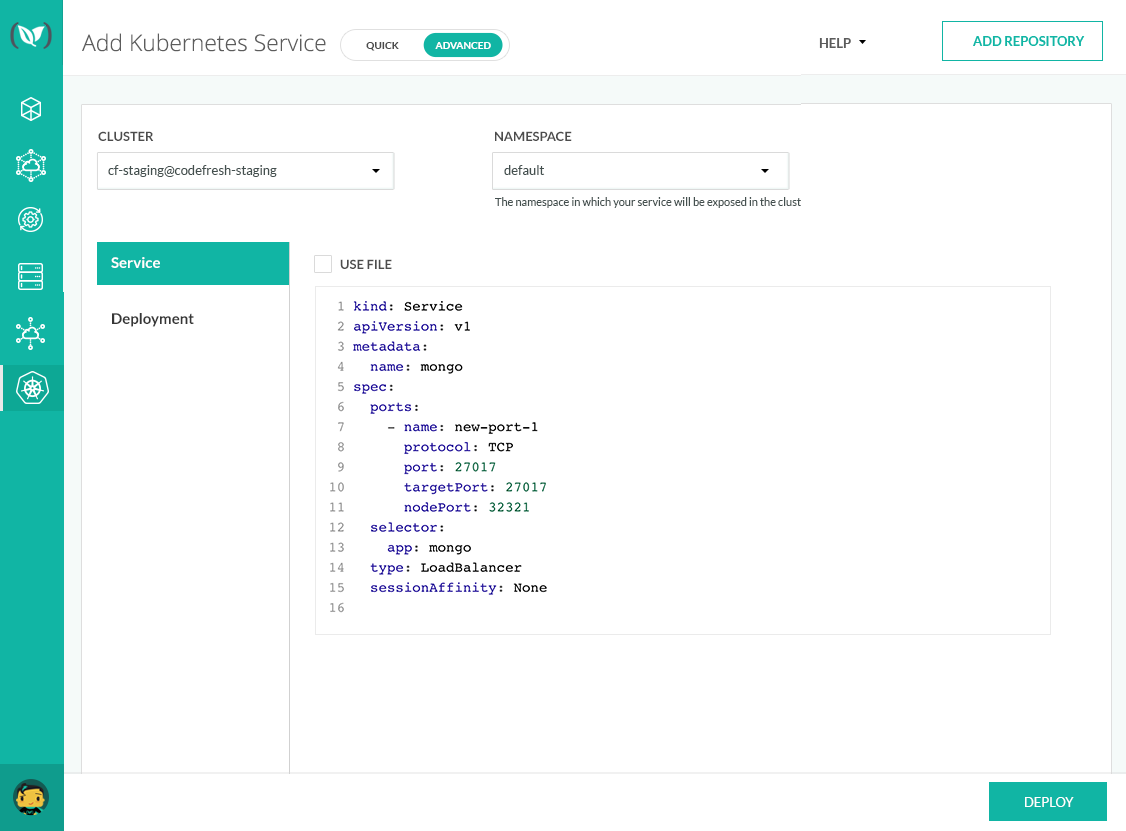 Add Kubernetes Service
QUICK
ADVANCED
HELP
ADD REPOSITORY
CLUSTER
NAMESPACE
cf-staging@codefresh-staging
default
The namespace in which your service will be exposed in the clust
Service
Deployment
USE FILE
1 kind: Service
2 apiVersion: v1
3 metadata:
4   name: mongo
5 spec:
6   ports:
7     - name: new-port-1
8       protocol: TCP
9       port: 27017
10       targetPort: 27017
11       nodePort: 32321
12   selector:
13     app: mongo
14   type: LoadBalancer
15   sessionAffinity: None
16
DEPLOY